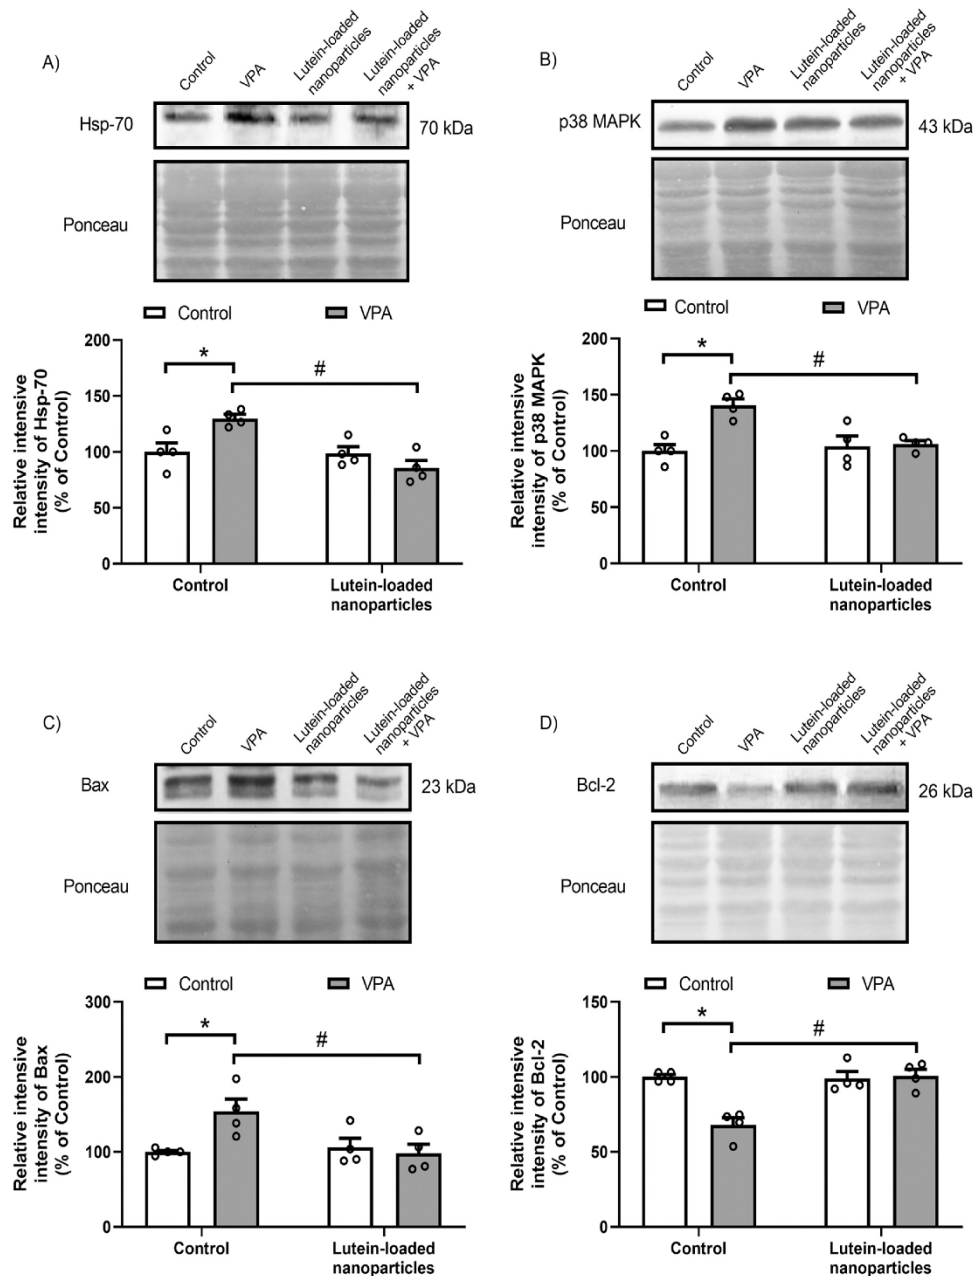 A)
Control
VPA
Lutein-loaded
nanoparticles
Lutein-loaded
nanoparticles
+ VPA
Hsp-70
70 kDa
Ponceau
Control
VPA
Relative intensive
intensity of Hsp-70
(% of Control)
200
150
100
50
0
*
#
Control
Lutein-loaded
nanoparticles
B)
Control
VPA
Lutein-loaded
nanoparticles
Lutein-loaded
nanoparticles
+ VPA
p38 MAPK
43 kDa
Ponceau
Control
VPA
Relative intensive
intensity of p38 MAPK
(% of Control)
200
150
100
50
0
*
#
Control
Lutein-loaded
nanoparticles
C)
Control
VPA
Lutein-loaded
nanoparticles
Lutein-loaded
nanoparticles
+ VPA
Bax
23 kDa
Ponceau
Control
VPA
Relative intensive
intensity of Bax
(% of Control)
300
200
100
0
*
#
Control
Lutein-loaded
nanoparticles
D)
Control
VPA
Lutein-loaded
nanoparticles
Lutein-loaded
nanoparticles
+ VPA
Bcl-2
26 kDa
Ponceau
Control
VPA
Relative intensive
intensity of Bcl-2
(% of Control)
150
100
50
0
*
#
Control
Lutein-loaded
nanoparticles